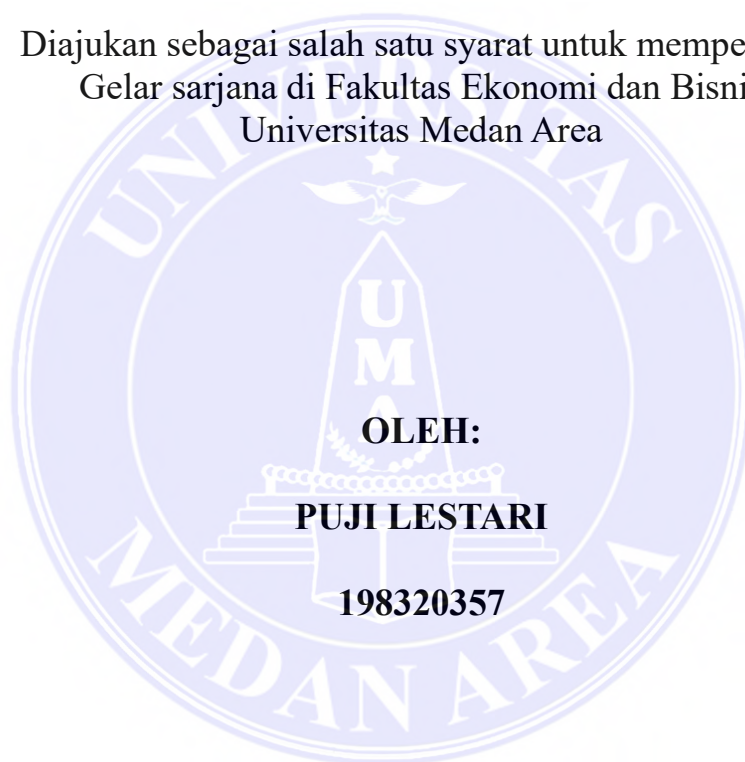 Diajukan sebagai salah satu syarat untuk mempe
Gelar sarjana di Fakultas Ekonomi dan Bisni
Universitas Medan Area
UNIVERSITAS
UMA
OLEH:
PUJI LESTARI
198320357
MEDAN AREA